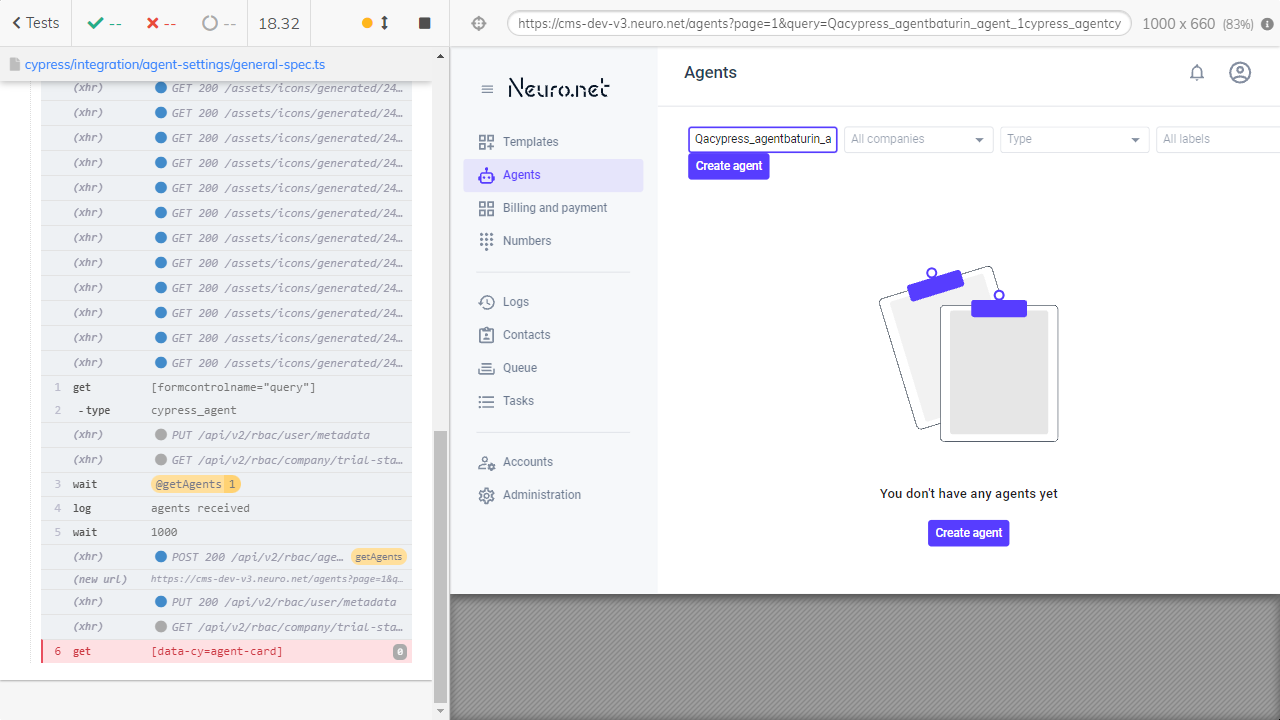 Tests
--
--
--
18.32
https://cms-dev-v3.neuro.net/agents?page=1&query=Qacypress_agentbaturin_agent_1cypress_agentcy
1000 x 660 (83%)
cypress/integration/agent-settings/general-spec.ts
(xhr) GET 200 /assets/icons/generated/24…
(xhr) GET 200 /assets/icons/generated/24…
(xhr) GET 200 /assets/icons/generated/24…
(xhr) GET 200 /assets/icons/generated/24…
(xhr) GET 200 /assets/icons/generated/24…
(xhr) GET 200 /assets/icons/generated/24…
(xhr) GET 200 /assets/icons/generated/24…
(xhr) GET 200 /assets/icons/generated/24…
(xhr) GET 200 /assets/icons/generated/24…
(xhr) GET 200 /assets/icons/generated/24…
(xhr) GET 200 /assets/icons/generated/24…
(xhr) GET 200 /assets/icons/generated/24…
1 get [formcontrolname="query"]
2 - type cypress_agent
(xhr) PUT /api/v2/rbac/user/metadata
(xhr) GET /api/v2/rbac/company/trial-sta…
3 wait @getAgents 1
4 log agents received
5 wait 1000
(xhr) POST 200 /api/v2/rbac/age… getAgents
(new url) https://cms-dev-v3.neuro.net/agents?page=1&q…
(xhr) PUT 200 /api/v2/rbac/user/metadata
(xhr) GET /api/v2/rbac/company/trial-sta…
6 get [data-cy=agent-card] 0
Neuro.net
Templates
Agents
Billing and payment
Numbers
Logs
Contacts
Queue
Tasks
Accounts
Administration
Agents
Qacypress_agentbaturin_a
All companies
Type
All labels
Create agent
You don't have any agents yet
Create agent